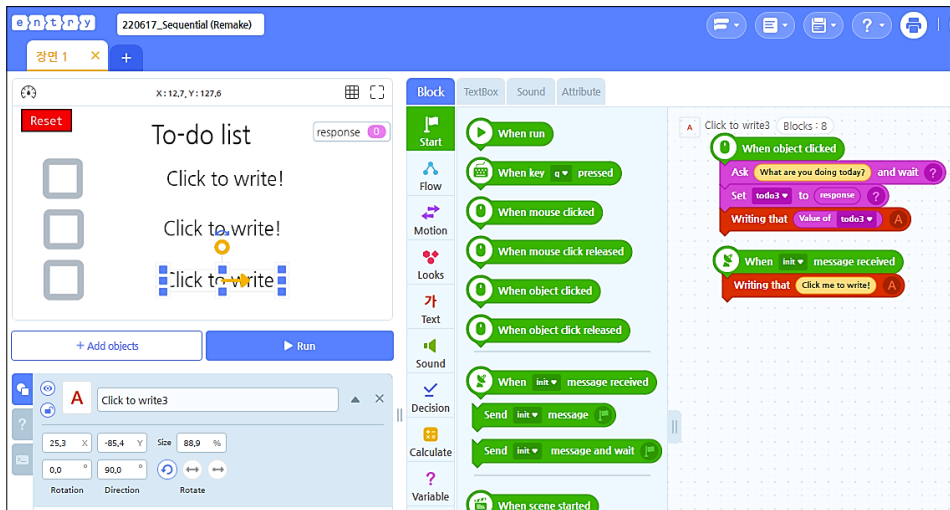 entry
220617_Sequential (Remake)
장면 1
X : 12,7, Y : 127,6
Reset
To-do list
response 0
Click to write!
Click to write!
Click to write
+ Add objects
Run
A
Click to write3
25,3 X
-85,4 Y
Size 88,9 %
0,0 °
90,0 °
Rotation
Direction
Rotate
Block
TextBox
Sound
Attribute
Start
Flow
Motion
Looks
가
Text
Sound
Decision
Calculate
?
Variable
When run
When key q pressed
When mouse clicked
When mouse click released
When object clicked
When object click released
When init message received
Send init message
Send init message and wait
When scene started
A Click to write3 Blocks : 8
When object clicked
Ask What are you doing today? and wait ?
Set todo3 to response ?
Writing that Value of todo3 A
When init message received
Writing that Click me to write! A